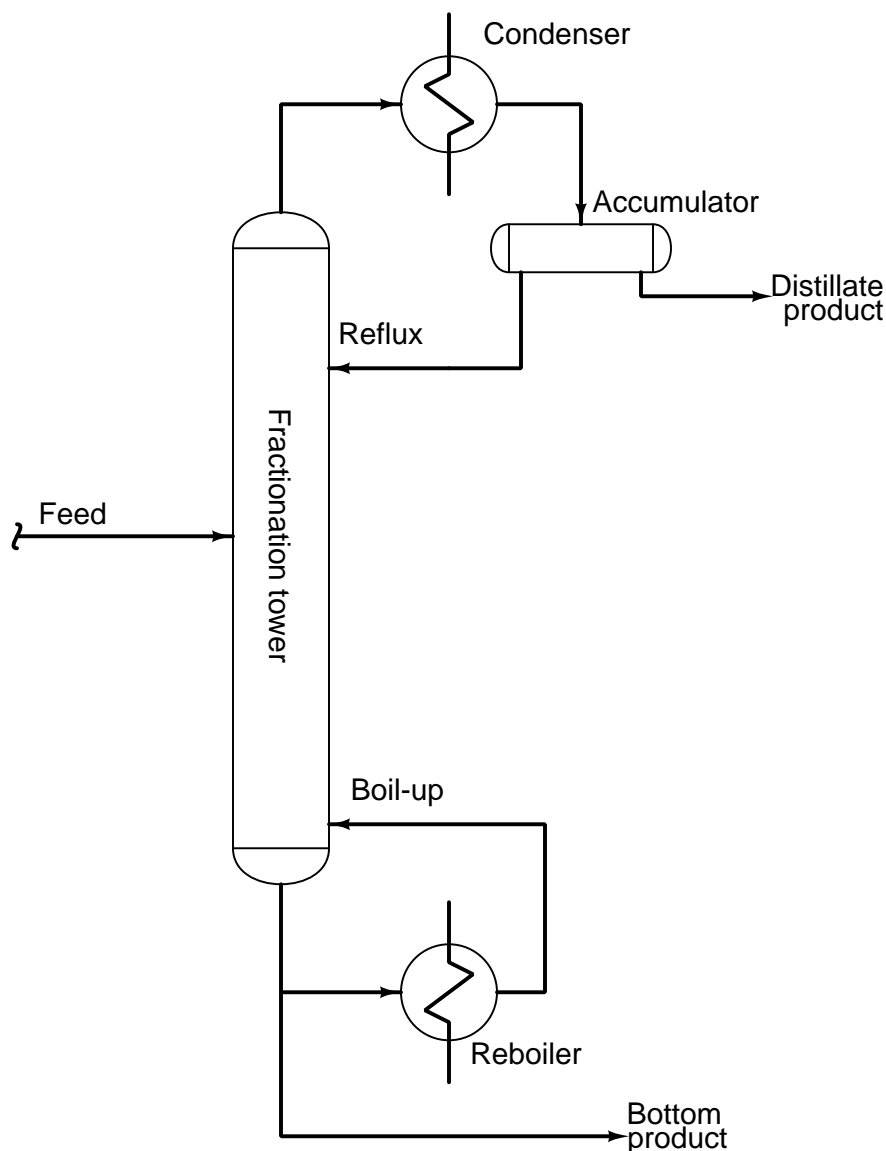 Condenser
Accumulator
Distillate
product
Reflux
Feed
Fractionation tower
Boil-up
Reboiler
Bottom
product